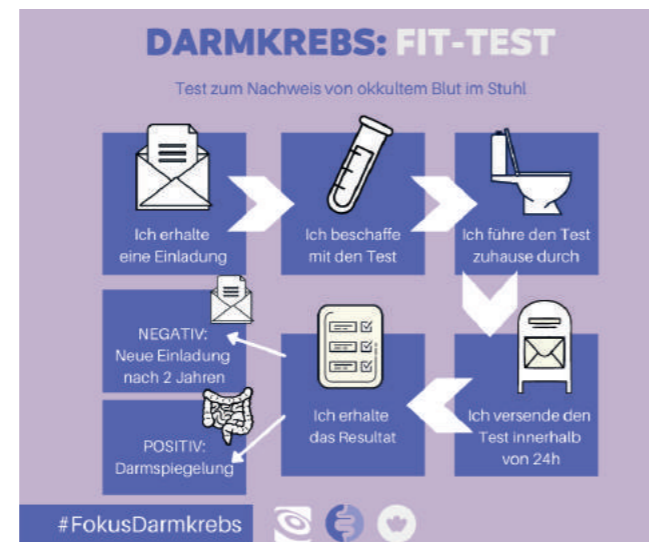 DARMKREBS: FIT-TEST
Test zum Nachweis von okkultem Blut im Stuhl
Ich erhalte
eine Einladung
Ich beschaffe
mit den Test
Ich führe den Test
zuhause durch
Ich versende den
Test innerhalb
von 24h
Ich erhalte
das Resultat
NEGATIV:
Neue Einladung
nach 2 Jahren
POSITIV:
Darmspiegelung
#FokusDarmkrebs